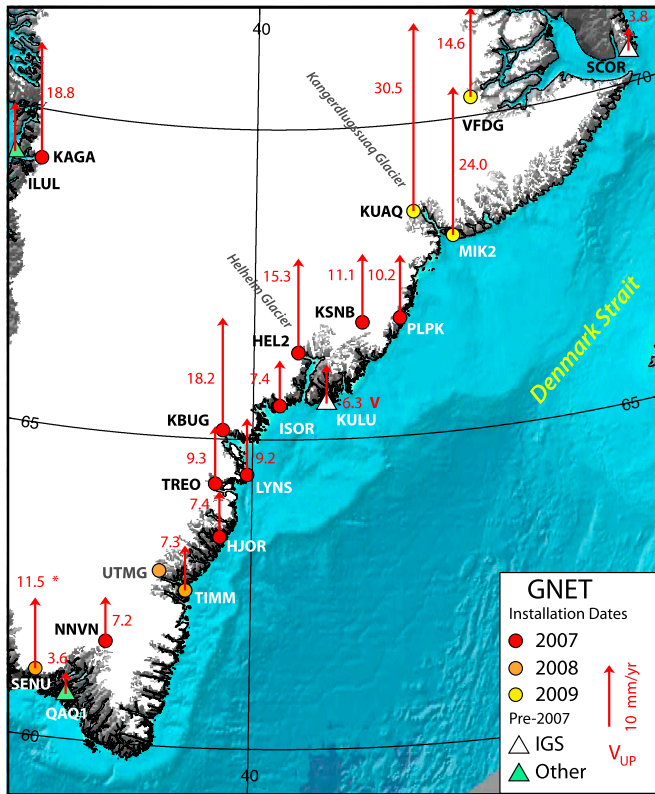 40
3.8
14.6
SCOR
70
18.8
30.5
Kangerdlugssuaq Glacier
VFDG
KAGA
ILUL
24.0
KUAQ
MIK2
Helheim Glacier
15.3
11.1
10.2
KSNB
PLPK
Denmark Strait
HEL2
18.2
7.4
6.3 V
65
65
KBUG
ISOR
KULU
9.3
9.2
TREO
LYNS
7.4
HJOR
7.3
UTMG
11.5 *
TIMM
NNVN
7.2
3.6
SENU
QAQ1
60
40
GNET
Installation Dates
2007
2008
2009
Pre-2007
IGS
Other
10 mm/yr
VUP